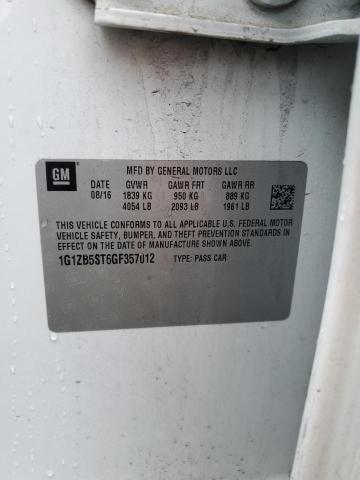 GM
MFD BY GENERAL MOTORS LLC
DATE GVWR GAWR FRT GAWR RR
08/16 1839 KG 950 KG 889 KG
4054 LB 2093 LB 1961 LB
THIS VEHICLE CONFORMS TO ALL APPLICABLE U.S. FEDERAL MOTOR
VEHICLE SAFETY, BUMPER, AND THEFT PREVENTION STANDARDS
IN EFFECT ON THE DATE OF MANUFACTURE SHOWN ABOVE.
1G1ZB5ST6GF357012 TYPE: PASS CAR